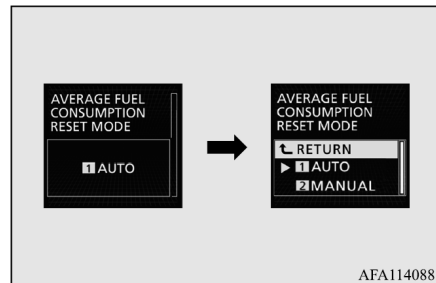 AVERAGE FUEL
CONSUMPTION
RESET MODE
1 AUTO
AVERAGE FUEL
CONSUMPTION
RESET MODE
RETURN
1 AUTO
2 MANUAL
AFA114088